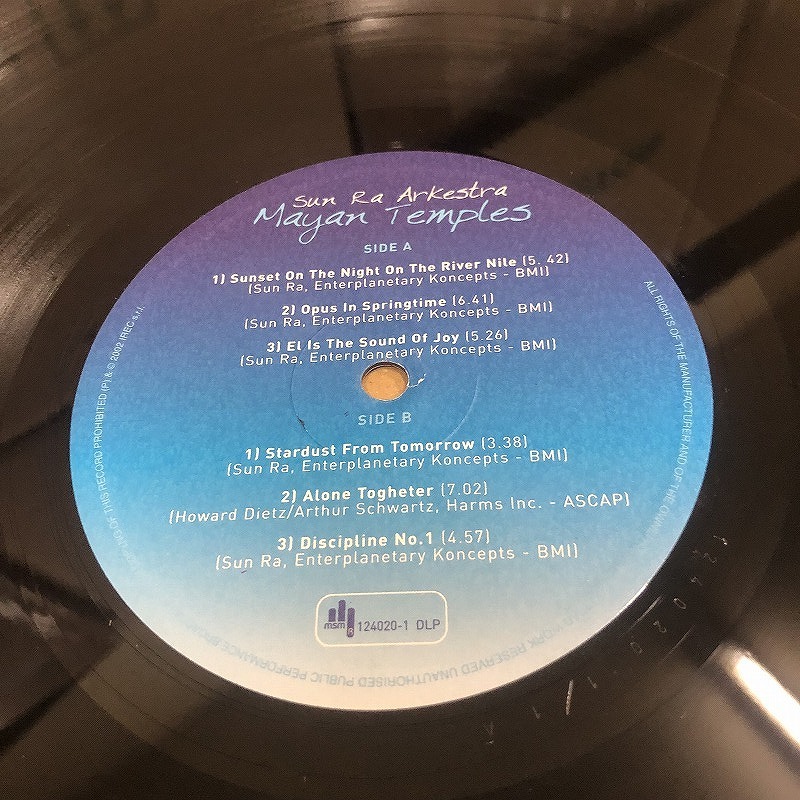 Sun Ra Arkestra
Mayan Temples
SIDE A
1) Sunset On The Night On The River Nile (5. 42)
(Sun Ra, Enterplanetary Koncepts - BMI)
2) Opus In Springtime (6.41)
(Sun Ra, Enterplanetary Koncepts - BMI)
3) El Is The Sound Of Joy (5.26)
(Sun Ra, Enterplanetary Koncepts - BMI)
SIDE B
1) Stardust From Tomorrow (3.38)
(Sun Ra, Enterplanetary Koncepts - BMI)
2) Alone Togheter (7.02)
(Howard Dietz/Arthur Schwartz, Harms Inc. - ASCAP)
3) Discipline No.1 (4.57)
(Sun Ra, Enterplanetary Koncepts - BMI)
msm ® 124020-1 DLP
ALL RIGHTS OF THE MANUFACTURER AND OF THE RESERVED UNAUTHORISED PUBLIC PERFORMANCE OF THIS RECORD PROHIBITED (P) & © 2002 IREC s.r.l.